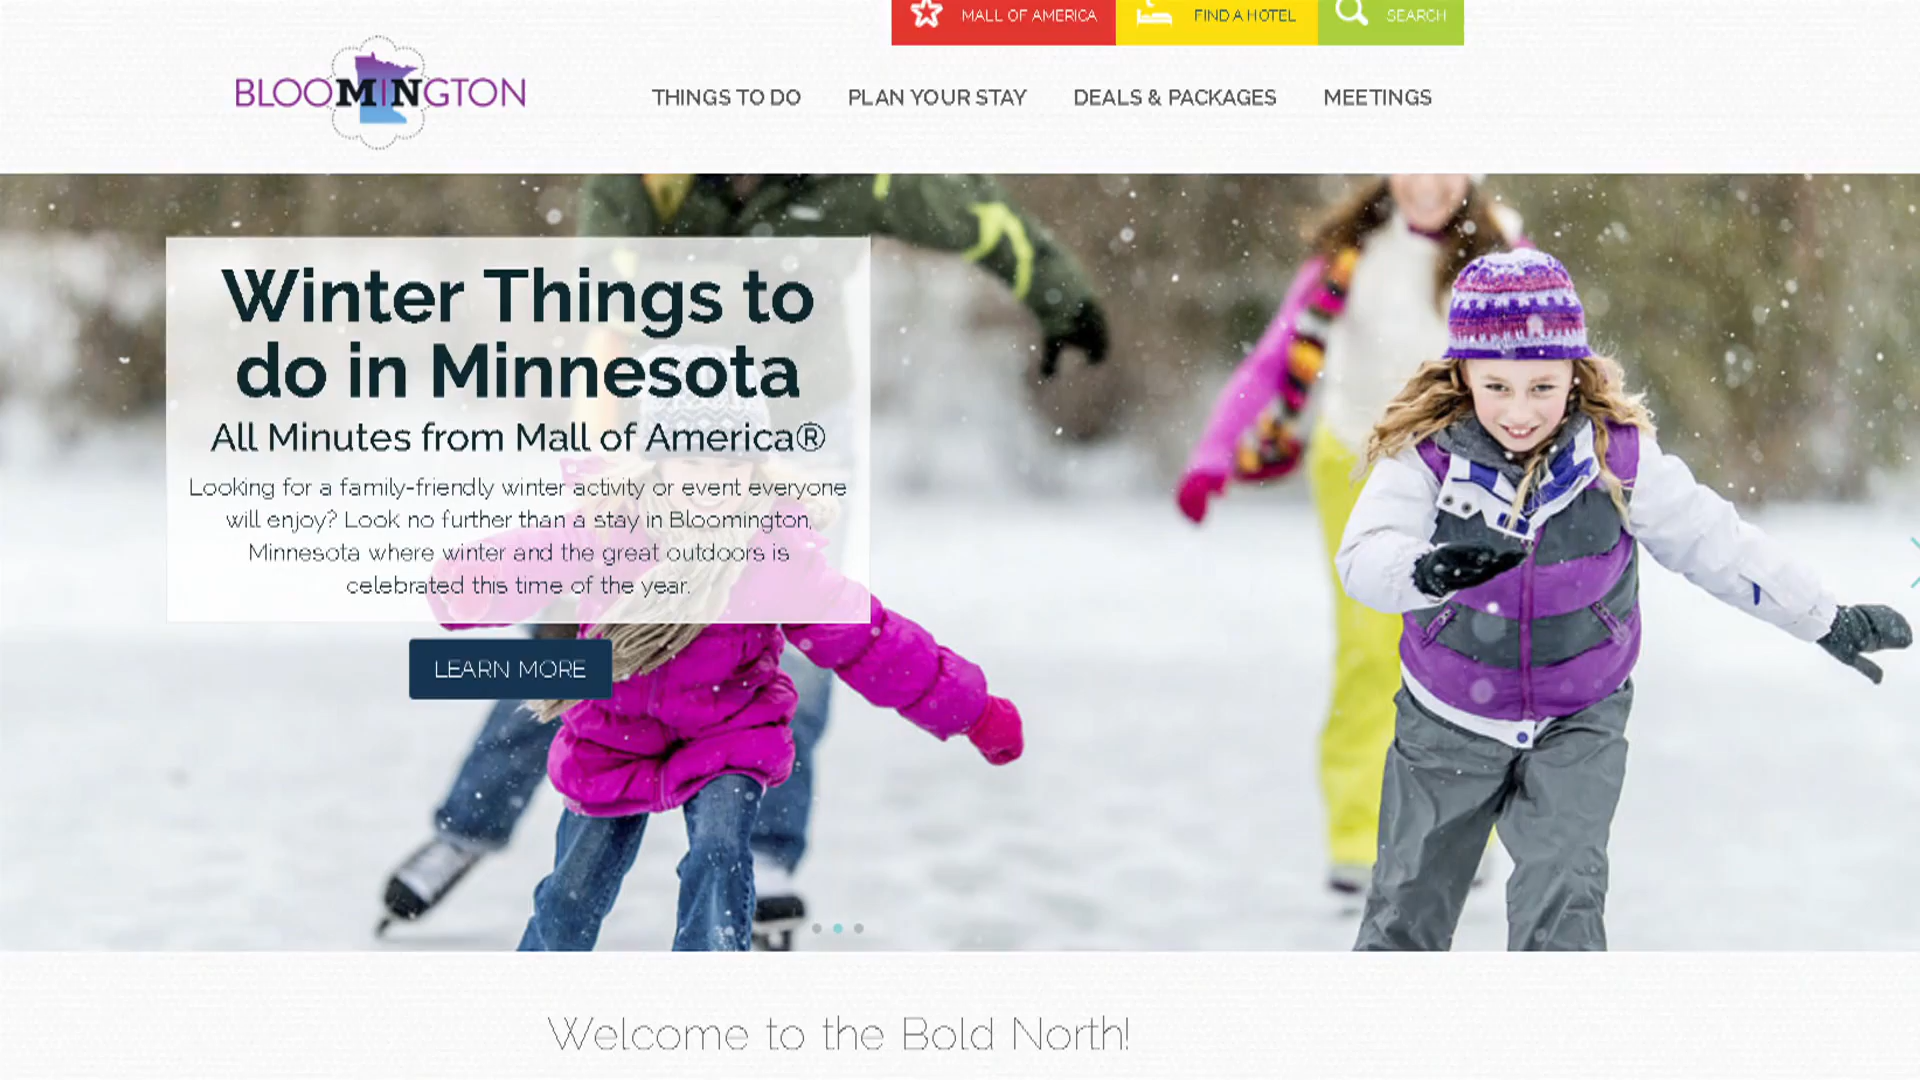 MALL OF AMERICA
FIND A HOTEL
SEARCH
BLOOMINGTON
THINGS TO DO
PLAN YOUR STAY
DEALS & PACKAGES
MEETINGS
Winter Things to
do in Minnesota
All Minutes from Mall of America®
Looking for a family-friendly winter activity or event everyone
will enjoy? Look no further than a stay in Bloomington,
Minnesota where winter and the great outdoors is
celebrated this time of the year.
LEARN MORE
Welcome to the Bold North!